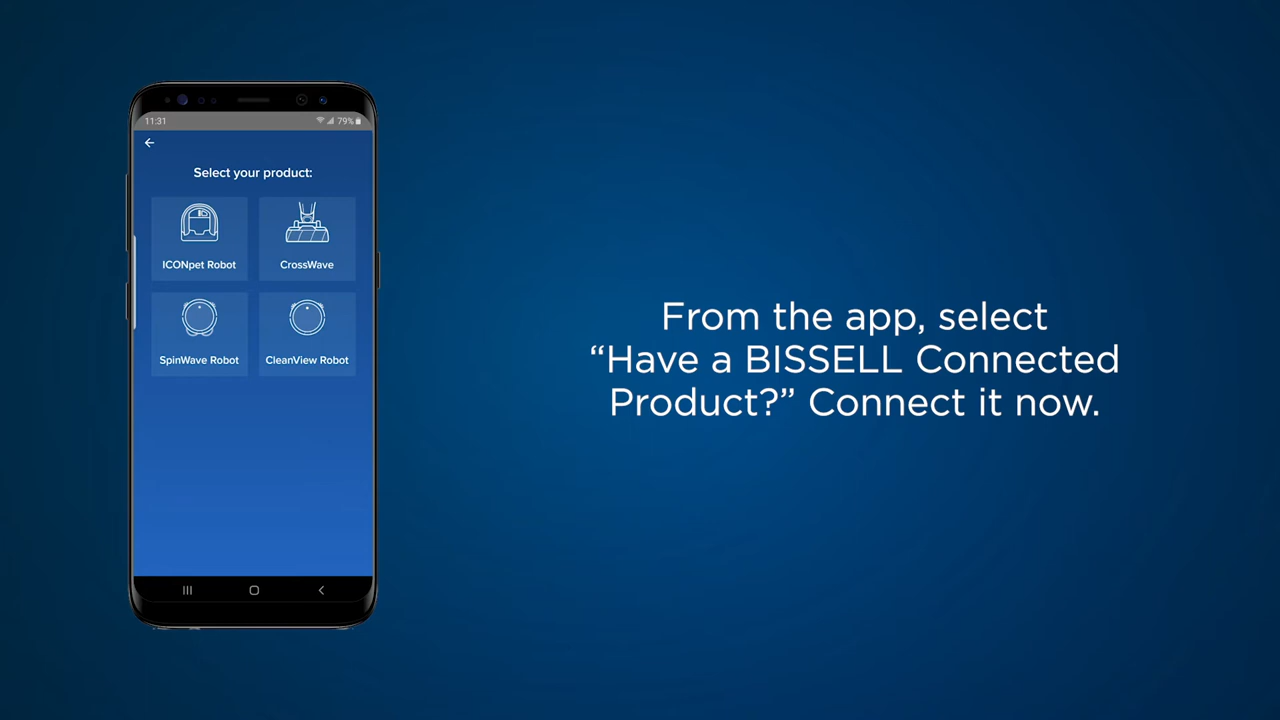 11:31
79%
Select your product:
ICONpet Robot
CrossWave
SpinWave Robot
CleanView Robot
From the app, select
“Have a BISSELL Connected
Product?” Connect it now.